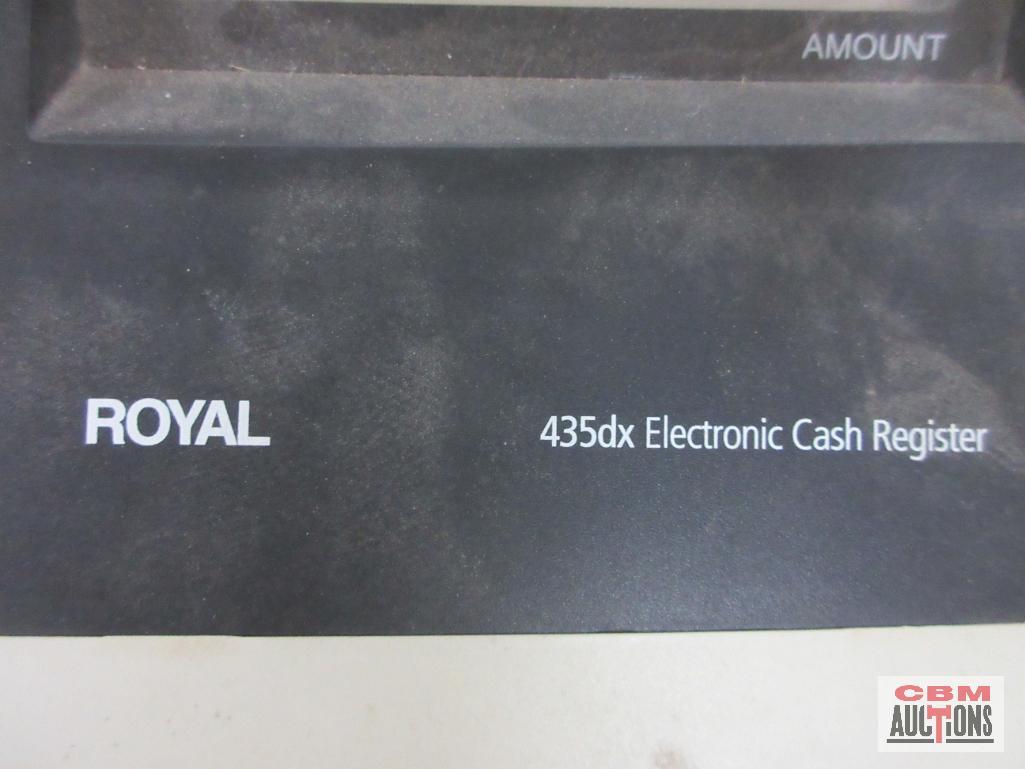 AMOUNT
ROYAL 435dx Electronic Cash Register
CBM
AUCTIONS